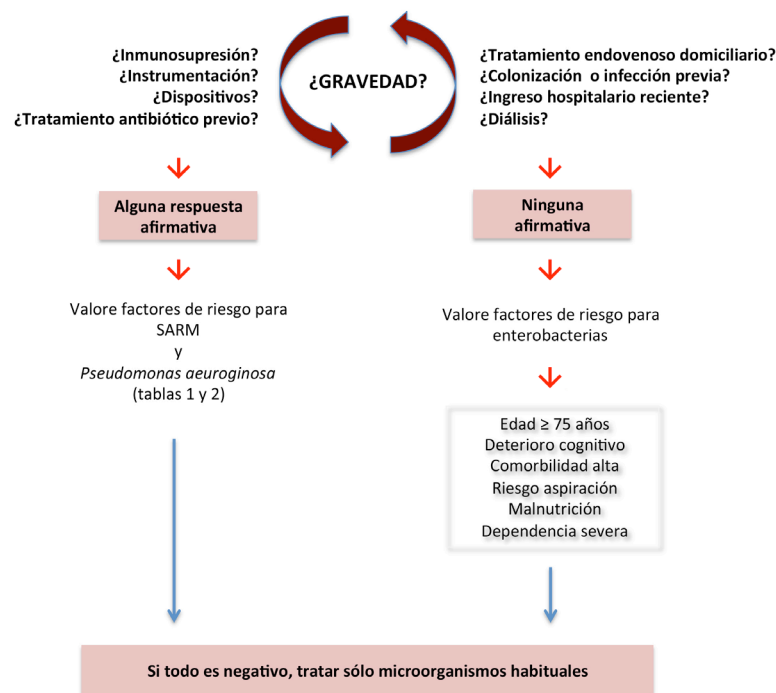 ¿Inmunosupresión?
¿Instrumentación?
¿Dispositivos?
¿Tratamiento antibiótico previo?
¿GRAVEDAD?
¿Tratamiento endovenoso domiciliario?
¿Colonización o infección previa?
¿Ingreso hospitalario reciente?
¿Diálisis?
Alguna respuesta
afirmativa
Ninguna
afirmativa
Valore factores de riesgo para
SARM
y
Pseudomonas aeuroginosa
(tablas 1 y 2)
Valore factores de riesgo para
enterobacterias
Edad ≥ 75 años
Deterioro cognitivo
Comorbilidad alta
Riesgo aspiración
Malnutrición
Dependencia severa
Si todo es negativo, tratar sólo microorganismos habituales